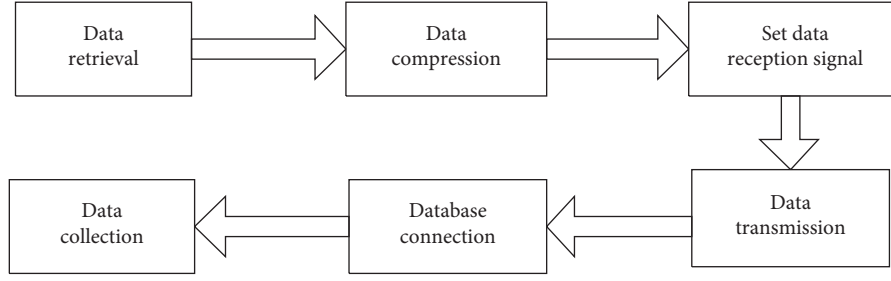 Data
retrieval
Data
compression
Set data
reception signal
Data
transmission
Database
connection
Data
collection